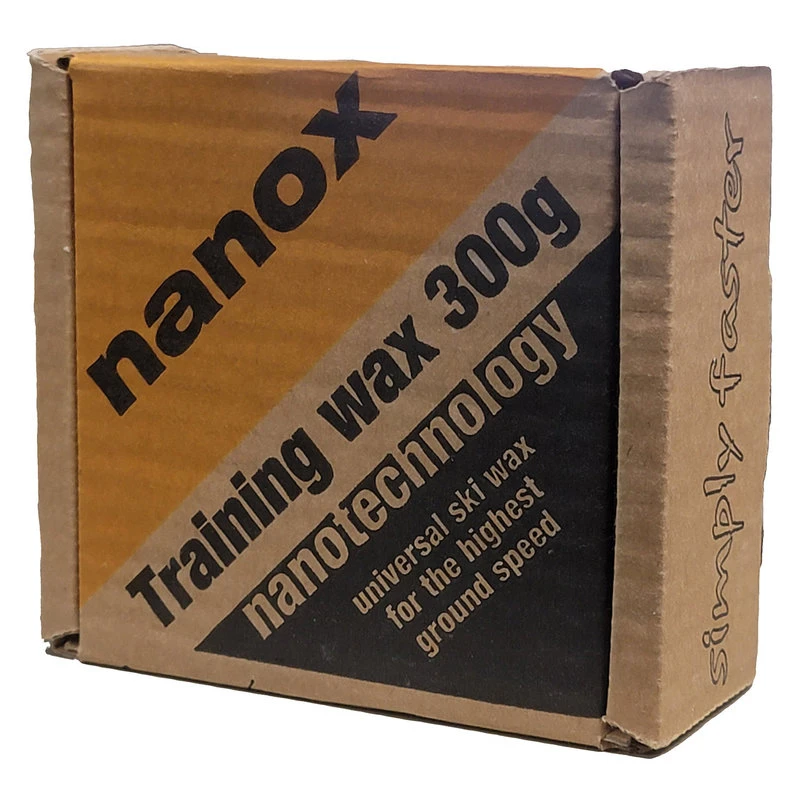 nanox
Training wax 300g
nanotechnology
universal ski wax
for the highest
ground speed
simply faster